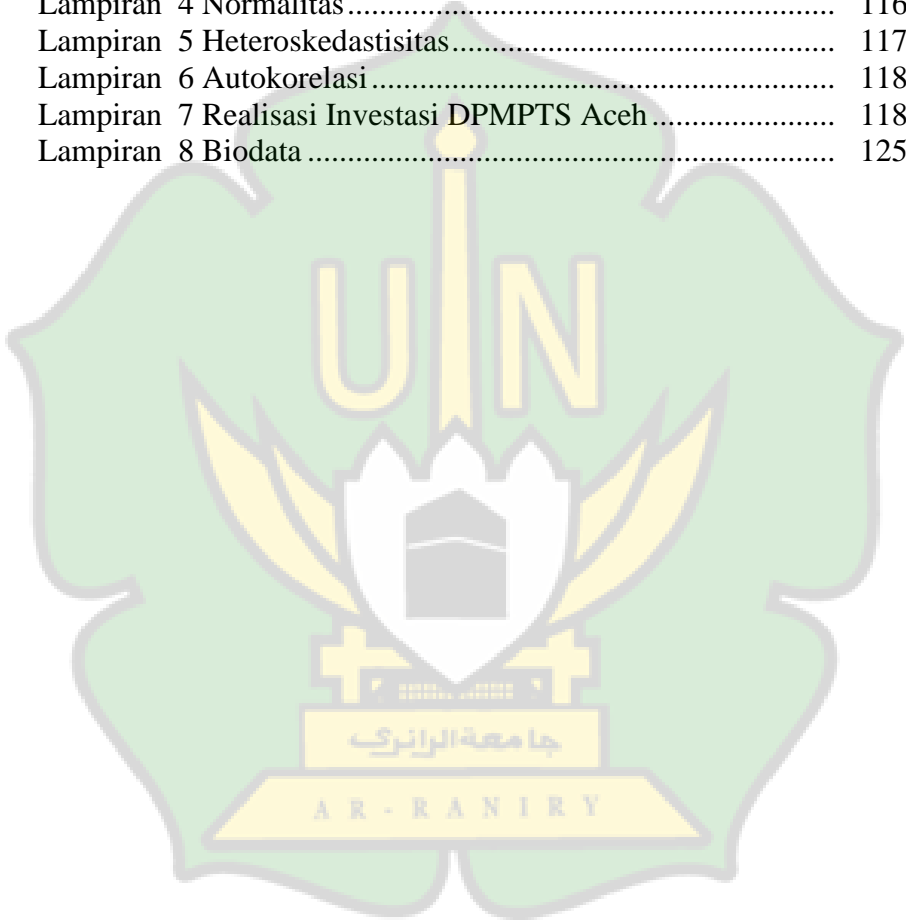 Lampiran 4 Normalitas........................................................ 116
Lampiran 5 Heteroskedastisitas........................................... 117
Lampiran 6 Autokorelasi..................................................... 118
Lampiran 7 Realisasi Investasi DPMPTS Aceh..................... 118
Lampiran 8 Biodata............................................................ 125
UIN
جامعة الرانري
AR-RANIRY